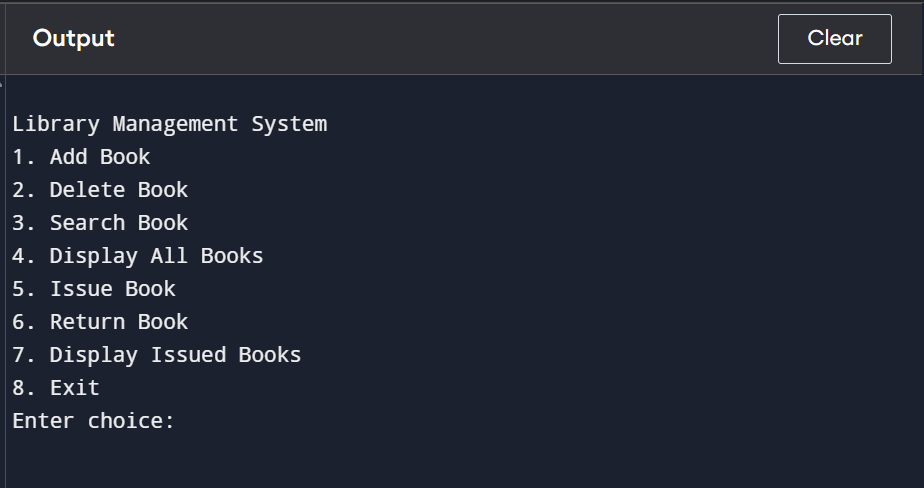 Output
Clear
Library Management System
1. Add Book
2. Delete Book
3. Search Book
4. Display All Books
5. Issue Book
6. Return Book
7. Display Issued Books
8. Exit
Enter choice: